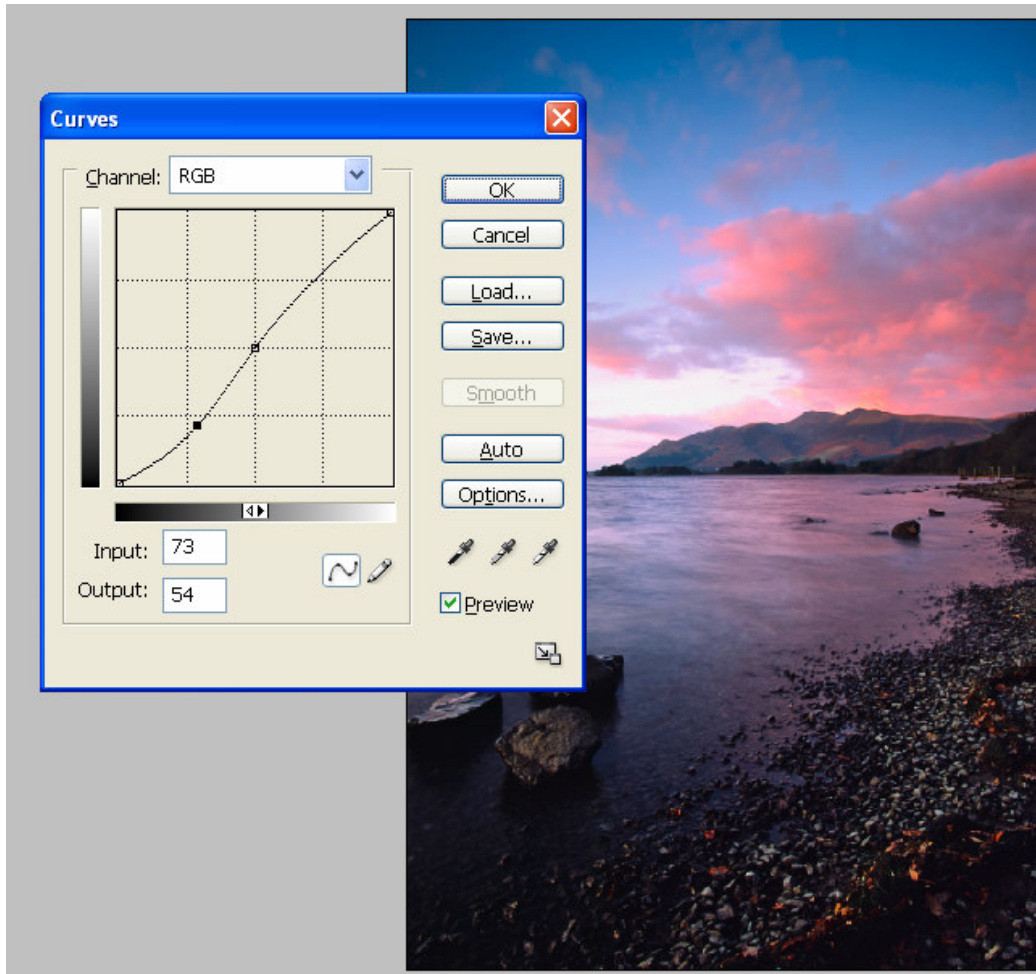 Curves
Channel: RGB
OK
Cancel
Load...
Save...
Smooth
Auto
Options...
Input: 73
Output: 54
Preview